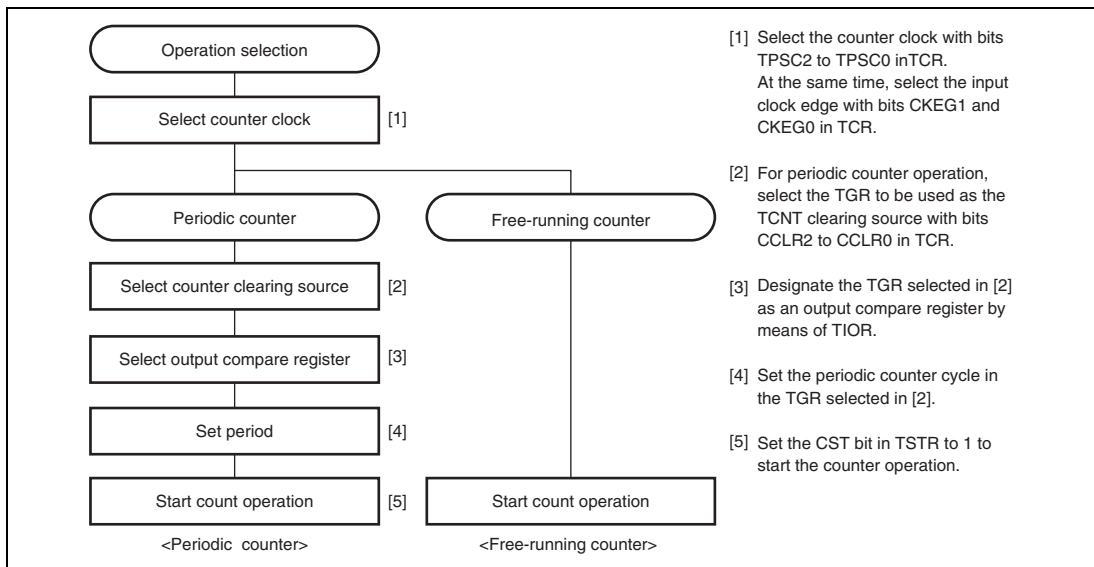 Operation selection
Select counter clock
[1]
Periodic counter
Free-running counter
Select counter clearing source
[2]
Select output compare register
[3]
Set period
[4]
Start count operation
[5]
Start count operation
<Periodic counter>
<Free-running counter>
[1] Select the counter clock with bits
TPSC2 to TPSC0 inTCR.
At the same time, select the input
clock edge with bits CKEG1 and
CKEG0 in TCR.
[2] For periodic counter operation,
select the TGR to be used as the
TCNT clearing source with bits
CCLR2 to CCLR0 in TCR.
[3] Designate the TGR selected in [2]
as an output compare register by
means of TIOR.
[4] Set the periodic counter cycle in
the TGR selected in [2].
[5] Set the CST bit in TSTR to 1 to
start the counter operation.